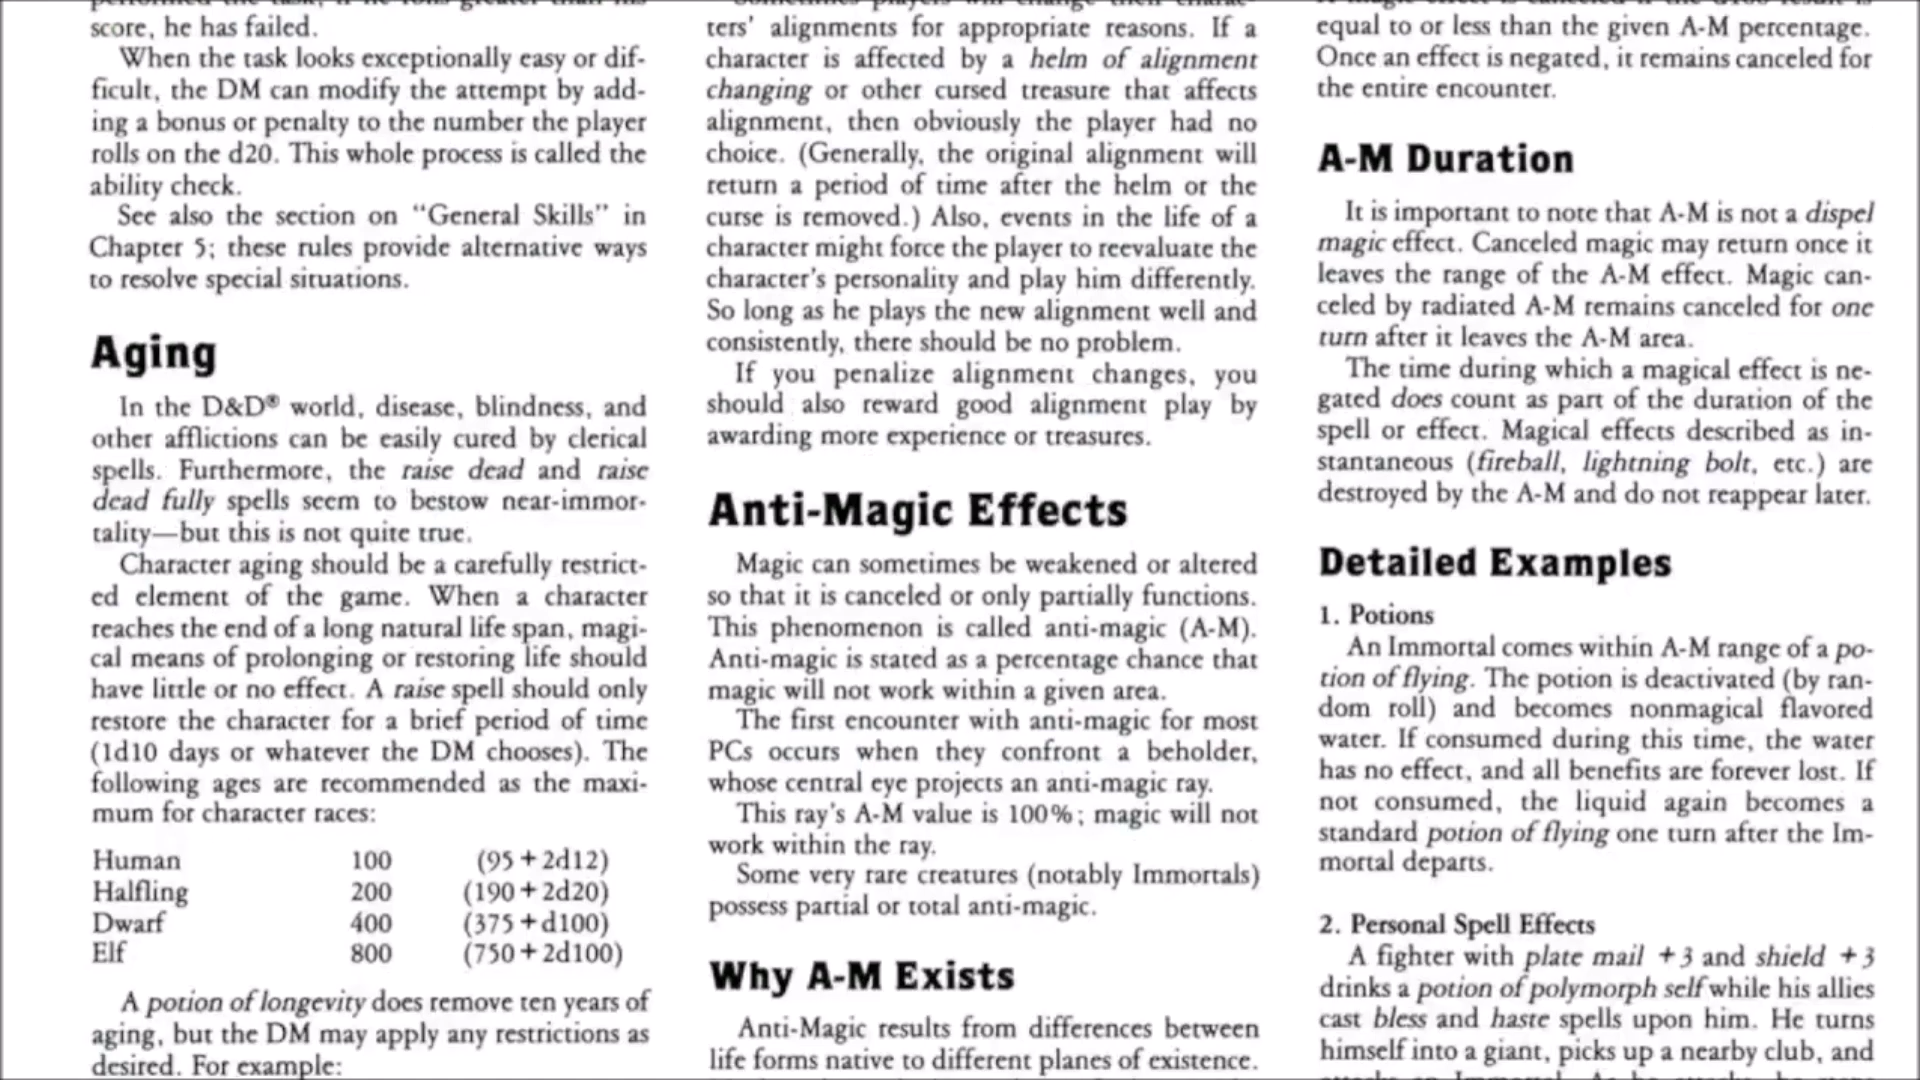 score, he has failed.
When the task looks exceptionally easy or dif-
ficult, the DM can modify the attempt by add-
ing a bonus or penalty to the number the player
rolls on the d20. This whole process is called the
ability check.
See also the section on "General Skills" in
Chapter 5; these rules provide alternative ways
to resolve special situations.
Aging
In the D&D® world, disease, blindness, and
other afflictions can be easily cured by clerical
spells. Furthermore, the raise dead and raise
dead fully spells seem to bestow near-immor-
tality—but this is not quite true.
Character aging should be a carefully restrict-
ed element of the game. When a character
reaches the end of a long natural life span, magi-
cal means of prolonging or restoring life should
have little or no effect. A raise spell should only
restore the character for a brief period of time
(1d10 days or whatever the DM chooses). The
following ages are recommended as the maxi-
mum for character races:
Human 100 (95 + 2d12)
Halfling 200 (190 + 2d20)
Dwarf 400 (375 + d100)
Elf 800 (750 + 2d100)
A potion of longevity does remove ten years of
aging, but the DM may apply any restrictions as
desired. For example:
ters' alignments for appropriate reasons. If a
character is affected by a helm of alignment
changing or other cursed treasure that affects
alignment, then obviously the player had no
choice. (Generally, the original alignment will
return a period of time after the helm or the
curse is removed.) Also, events in the life of a
character might force the player to reevaluate the
character's personality and play him differently.
So long as he plays the new alignment well and
consistently, there should be no problem.
If you penalize alignment changes, you
should also reward good alignment play by
awarding more experience or treasures.
Anti-Magic Effects
Magic can sometimes be weakened or altered
so that it is canceled or only partially functions.
This phenomenon is called anti-magic (A-M).
Anti-magic is stated as a percentage chance that
magic will not work within a given area.
The first encounter with anti-magic for most
PCs occurs when they confront a beholder,
whose central eye projects an anti-magic ray.
This ray's A-M value is 100%; magic will not
work within the ray.
Some very rare creatures (notably Immortals)
possess partial or total anti-magic.
Why A-M Exists
Anti-Magic results from differences between
life forms native to different planes of existence.
equal to or less than the given A-M percentage.
Once an effect is negated, it remains canceled for
the entire encounter.
A-M Duration
It is important to note that A-M is not a dispel
magic effect. Canceled magic may return once it
leaves the range of the A-M effect. Magic can-
celed by radiated A-M remains canceled for one
turn after it leaves the A-M area.
The time during which a magical effect is ne-
gated does count as part of the duration of the
spell or effect. Magical effects described as in-
stantaneous (fireball, lightning bolt, etc.) are
destroyed by the A-M and do not reappear later.
Detailed Examples
1. Potions
An Immortal comes within A-M range of a po-
tion of flying. The potion is deactivated (by ran-
dom roll) and becomes nonmagical flavored
water. If consumed during this time, the water
has no effect, and all benefits are forever lost. If
not consumed, the liquid again becomes a
standard potion of flying one turn after the Im-
mortal departs.
2. Personal Spell Effects
A fighter with plate mail +3 and shield +3
drinks a potion of polymorph self while his allies
cast bless and haste spells upon him. He turns
himself into a giant, picks up a nearby club, and